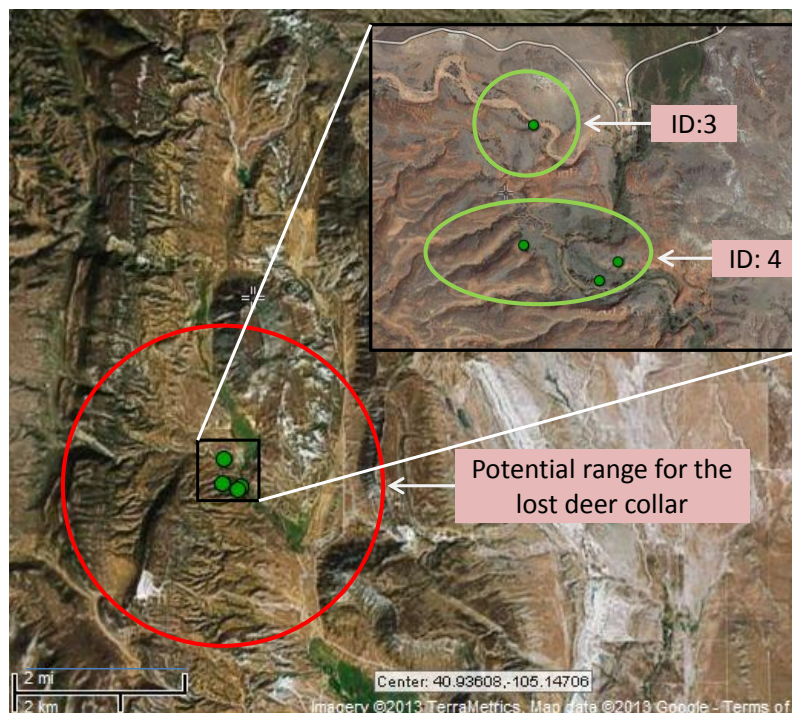 ID:3
ID: 4
Potential range for the
lost deer collar
2 mi
2 km
Center: 40.93608,-105.14706
Imagery ©2013 TerraMetrics, Map data ©2013 Google - Terms of